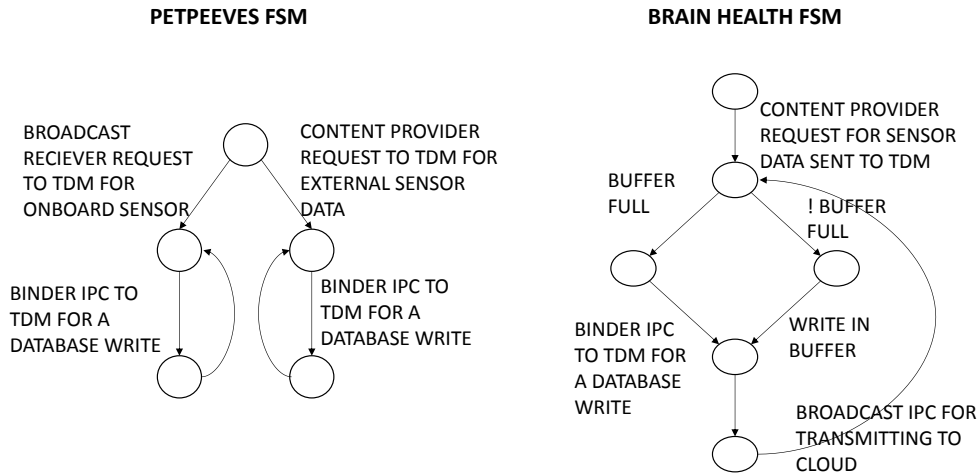 PETPEEVES FSM
BROADCAST
RECIEVER REQUEST
TO TDM FOR
ONBOARD SENSOR
CONTENT PROVIDER
REQUEST TO TDM FOR
EXTERNAL SENSOR
DATA
BINDER IPC TO
TDM FOR A
DATABASE WRITE
BINDER IPC TO
TDM FOR A
DATABASE WRITE
BRAIN HEALTH FSM
CONTENT PROVIDER
REQUEST FOR SENSOR
DATA SENT TO TDM
BUFFER
FULL
! BUFFER
FULL
BINDER IPC
TO TDM FOR
A DATABASE
WRITE
WRITE IN
BUFFER
BROADCAST IPC FOR
TRANSMITTING TO
CLOUD